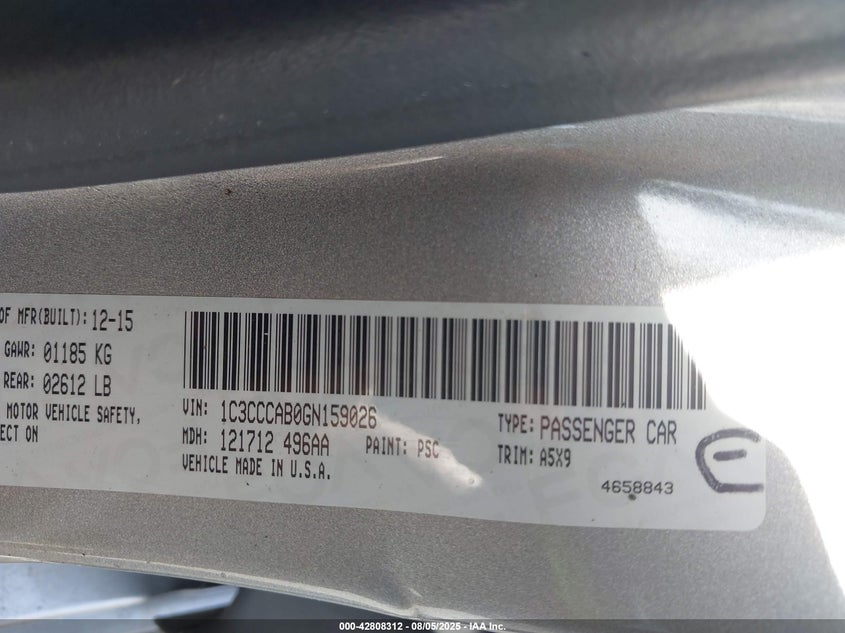 OF MFR(BUILT): 12-15
GAWR: 01185 KG
REAR: 02612 LB
MOTOR VEHICLE SAFETY,
ECT ON
VIN: 1C3CCCAB0GN159026
TYPE: PASSENGER CAR
MDH: 121712 496AA PAINT: PSC
TRIM: A5X9
VEHICLE MADE IN U.S.A.
4658843
E
000-42808312 - 08/05/2025 - © IAA, Inc.